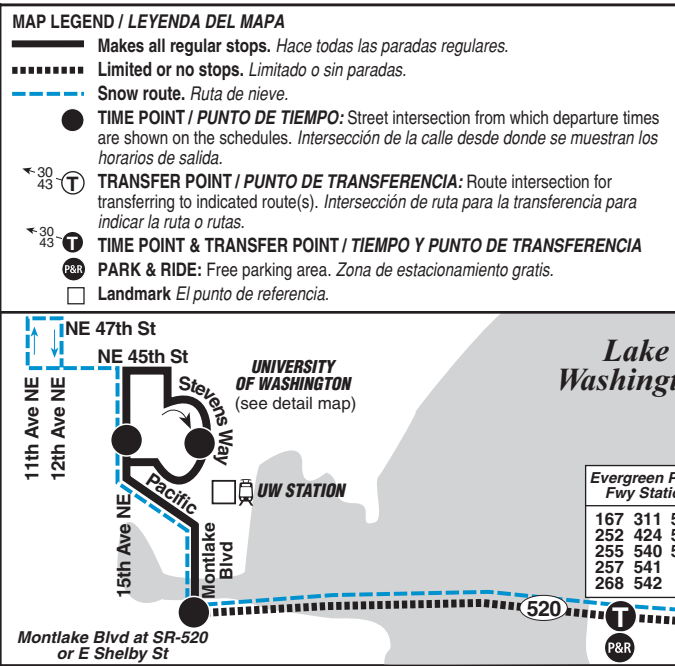 MAP LEGEND / LEYENDA DEL MAPA
Makes all regular stops. Hace todas las paradas regulares.
Limited or no stops. Limitado o sin paradas.
Snow route. Ruta de nieve.
TIME POINT / PUNTO DE TIEMPO: Street intersection from which departure times
are shown on the schedules. Intersección de la calle desde donde se muestran los
horarios de salida.
30
43 T TRANSFER POINT / PUNTO DE TRANSFERENCIA: Route intersection for
transferring to indicated route(s). Intersección de ruta para la transferencia para
indicar la ruta o rutas.
30
43 T TIME POINT & TRANSFER POINT / TIEMPO Y PUNTO DE TRANSFERENCIA
P&R PARK & RIDE: Free parking area. Zona de estacionamiento gratis.
Landmark El punto de referencia.
NE 47th St
NE 45th St
11th Ave NE
12th Ave NE
15th Ave NE
Stevens Way
Pacific
Montlake
Blvd
UNIVERSITY
OF WASHINGTON
(see detail map)
UW STATION
Lake
Washingt
Evergreen P
Fwy Statio
167 311 5
252 424 5
255 540 5
257 541
268 542
520
T
P&R
Montlake Blvd at SR-520
or E Shelby St